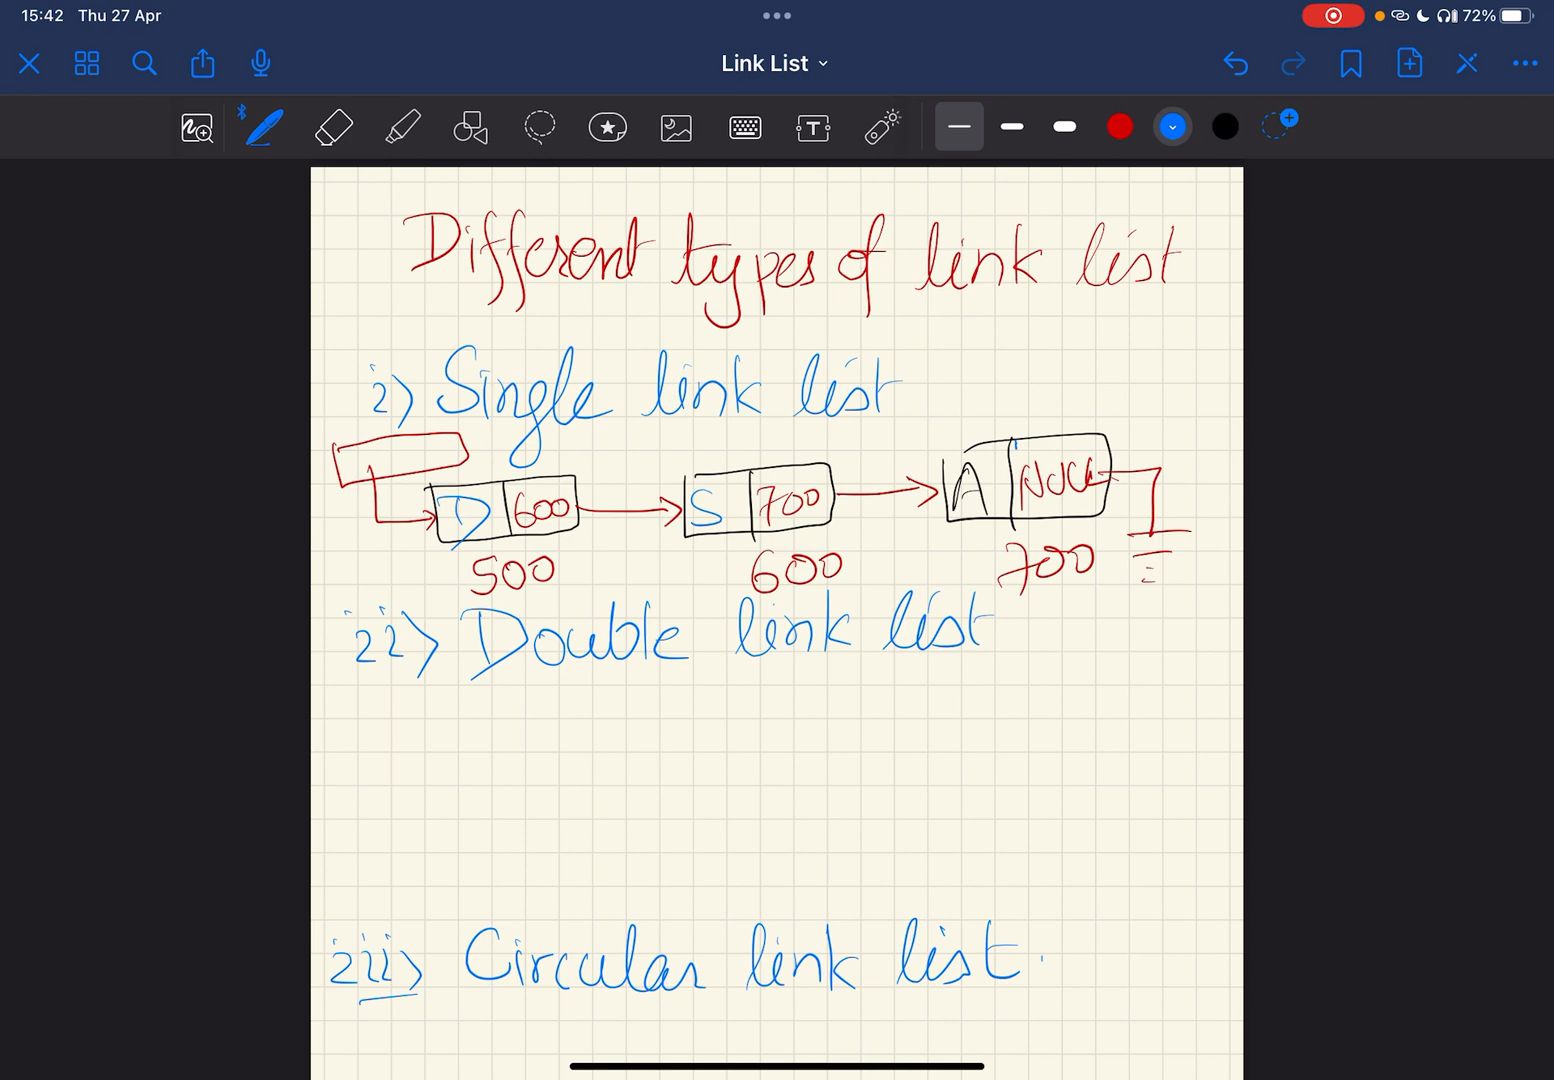 15:42 Thu 27 Apr
72%
Link List
T
Different types of link list
i) Single link list
D 600 S 700 A NULL
500 600 700
ii) Double link list
iii) Circular link list.